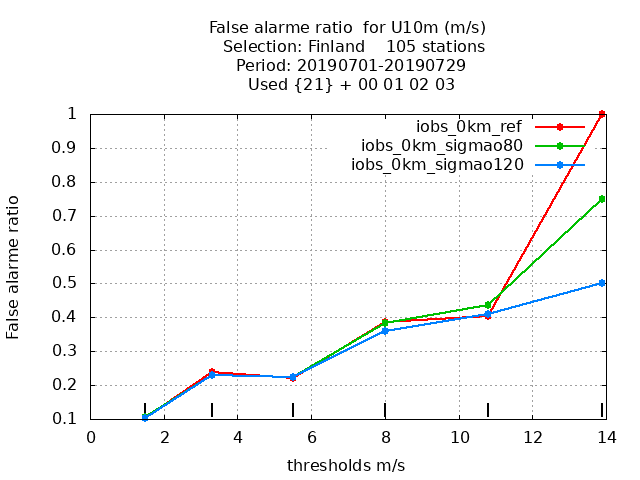 False alarme ratio  for U10m (m/s)
Selection: Finland    105 stations
Period: 20190701-20190729
Used {21} + 00 01 02 03
iobs_0km_ref
iobs_0km_sigmao80
iobs_0km_sigmao120
False alarme ratio
1
0.9
0.8
0.7
0.6
0.5
0.4
0.3
0.2
0.1
0 2 4 6 8 10 12 14
thresholds m/s